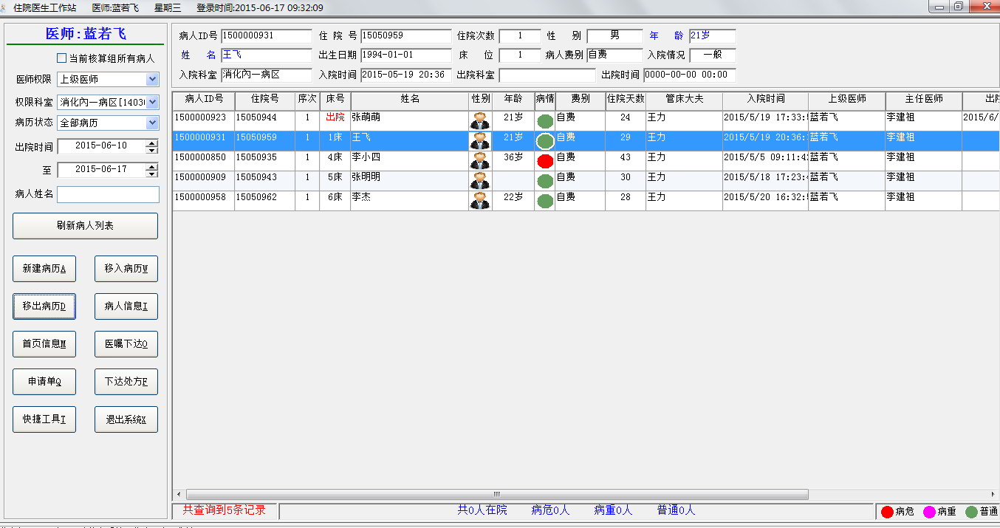 住院医生工作站 医师:蓝若飞 星期三 登录时间:2015-06-17 09:32:09
医师:蓝若飞
当前核算组所有病人
医师权限 上级医师
权限科室 消化内一病区[1403
病历状态 全部病历
出院时间 2015-06-10
至 2015-06-17
病人姓名
刷新病人列表
新建病历A 移入病历W
移出病历D 病人信息I
首页信息M 医嘱下达O
申请单Q 下达处方F
快捷工具T 退出系统X
病人ID号 1500000931 住 院 号 15050959 住院次数 1 性 别 男 年 龄 21岁
姓 名 王飞 出生日期 1994-01-01 床 位 1 病人费别 自费 入院情况 一般
入院科室 消化内一病区 入院时间 2015-05-19 20:36 出院科室 出院时间 0000-00-00 00:00
病人ID号 住院号 序次 床号 姓名 性别 年龄 病情 费别 住院天数 管床大夫 入院时间 上级医师 主任医师 出院
1500000923 15050944 1 出院 张萌萌 21岁 自费 24 王力 2015/5/19 17:33: 蓝若飞 李建祖 2015/6/
1500000931 15050959 1 1床 王飞 21岁 自费 29 王力 2015/5/19 20:36: 蓝若飞 李建祖
1500000850 15050935 1 4床 李小四 36岁 自费 43 王力 2015/5/5 09:11:4 蓝若飞 李建祖
1500000909 15050943 1 5床 张明明 自费 30 王力 2015/5/18 17:23: 蓝若飞 李建祖
1500000958 15050962 1 6床 李杰 22岁 自费 28 王力 2015/5/20 16:32: 蓝若飞 李建祖
共查询到5条记录 共0人在院 病危0人 病重0人 普通0人 病危 病重 普通